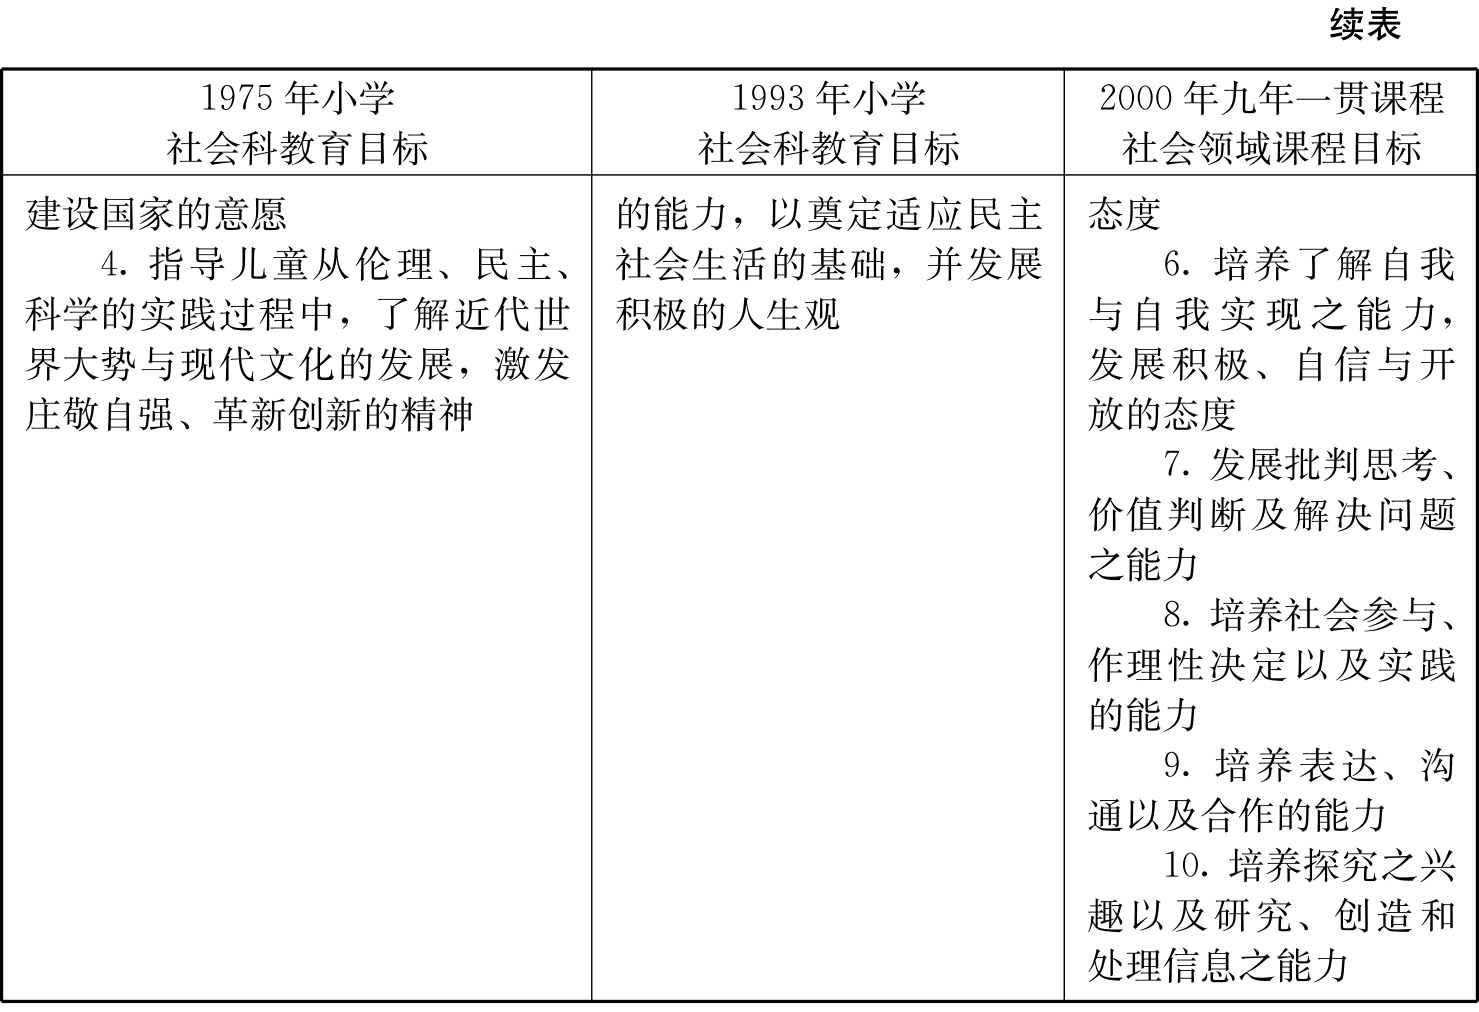 续表
1975 年小学
社会科教育目标
1993 年小学
社会科教育目标
2000 年九年一贯课程
社会领域课程目标
建设国家的意愿
4. 指导儿童从伦理、民主、
科学的实践过程中，了解近代世
界大势与现代文化的发展，激发
庄敬自强、革新创新的精神
的能力，以奠定适应民主
社会生活的基础，并发展
积极的人生观
态度
6. 培养了解自我
与自我实现之能力，
发展积极、自信与开
放的态度
7. 发展批判思考、
价值判断及解决问题
之能力
8. 培养社会参与、
作理性决定以及实践
的能力
9. 培养表达、沟
通以及合作的能力
10. 培养探究之兴
趣以及研究、创造和
处理信息之能力